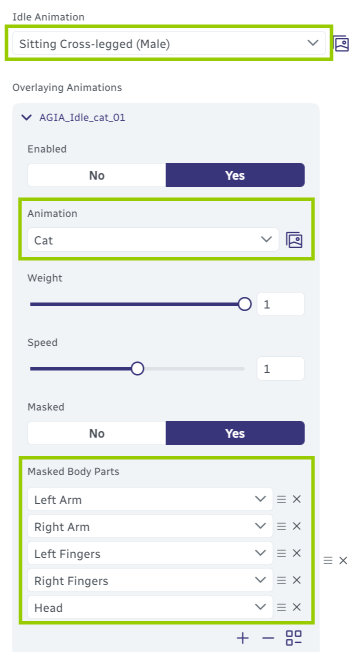 Idle Animation
Sitting Cross-legged (Male)
Overlaying Animations
AGIA_Idle_cat_01
Enabled
No Yes
Animation
Cat
Weight
1
Speed
1
Masked
No Yes
Masked Body Parts
Left Arm
Right Arm
Left Fingers
Right Fingers
Head